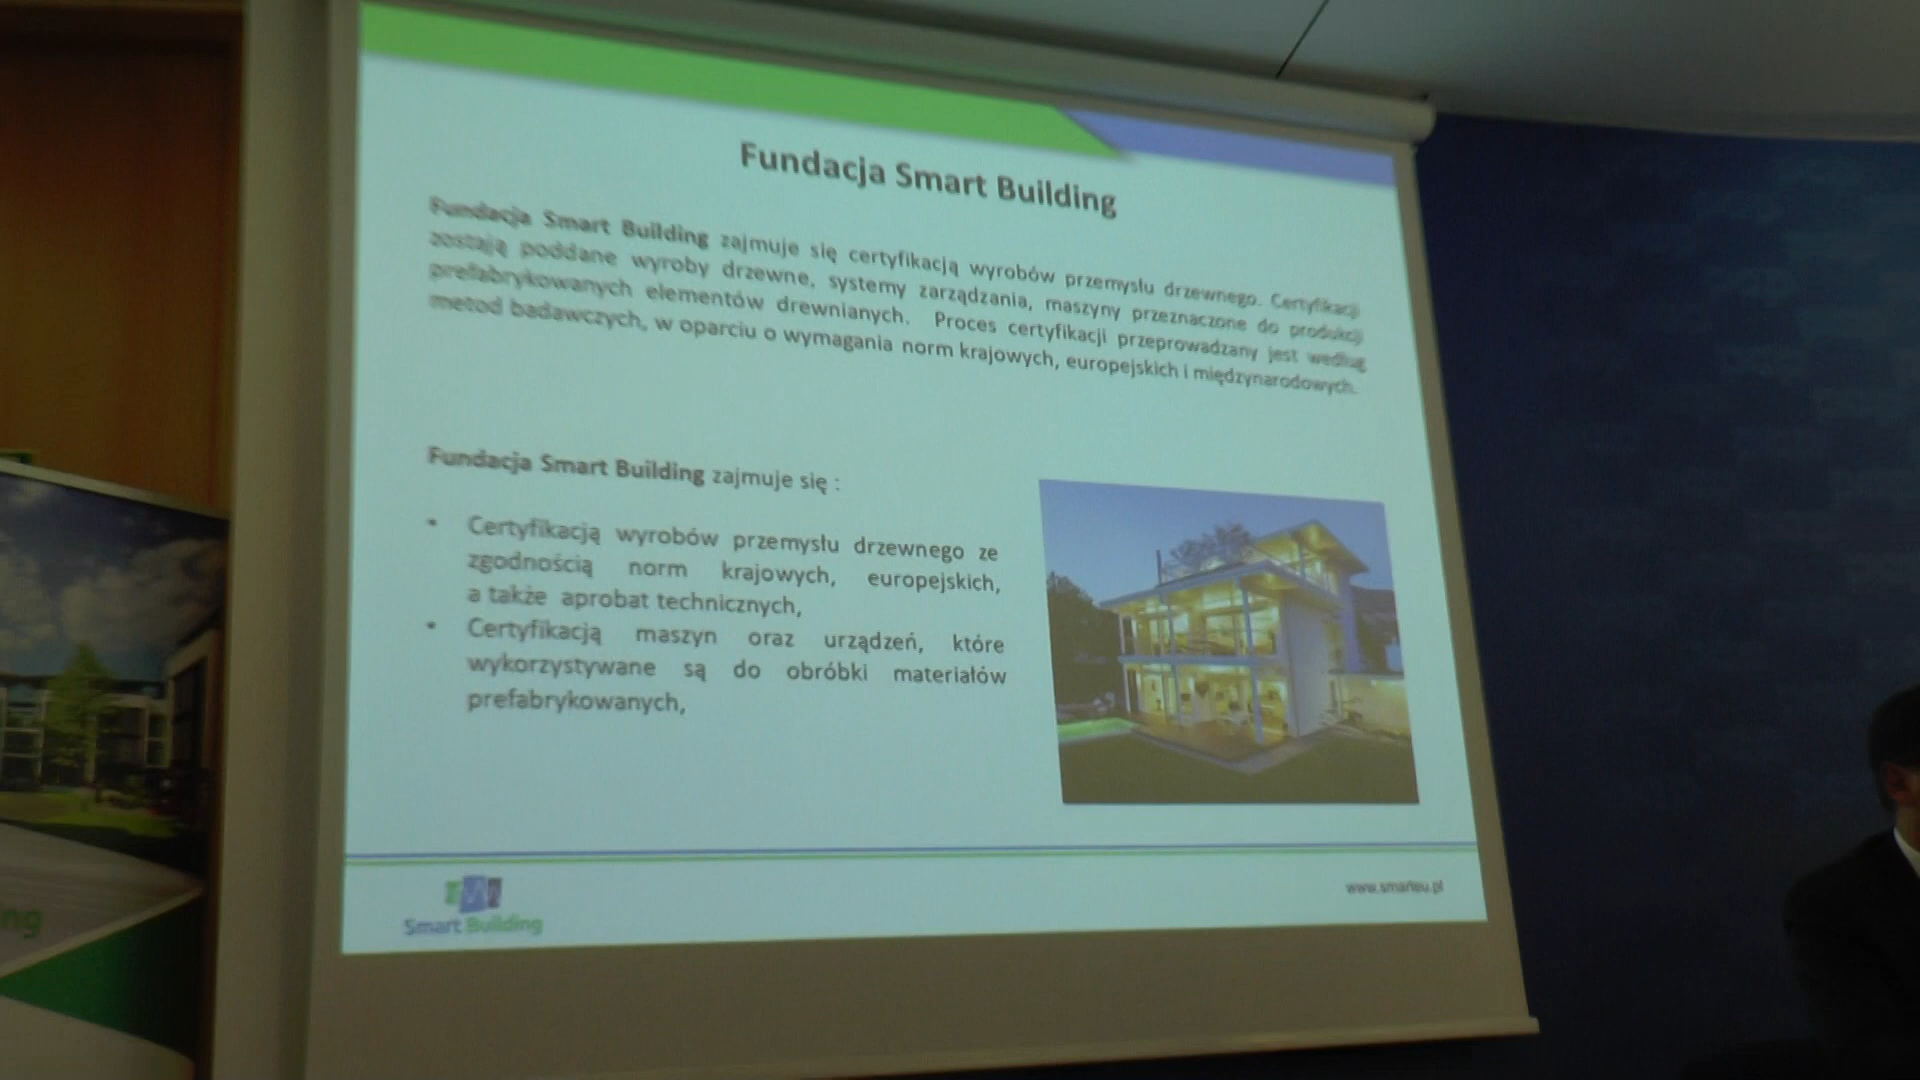 Fundacja Smart Building
Fundacja Smart Building zajmuje się certyfikacją wyrobów przemysłu drzewnego. Certyfikacji
zostają poddane wyroby drzewne, systemy zarządzania, maszyny przeznaczone do produkcji
prefabrykowanych elementów drewnianych. Proces certyfikacji przeprowadzany jest według
metod badawczych, w oparciu o wymagania norm krajowych, europejskich i międzynarodowych.
Fundacja Smart Building zajmuje się :
• Certyfikacją wyrobów przemysłu drzewnego ze
zgodnością norm krajowych, europejskich,
a także aprobat technicznych,
• Certyfikacją maszyn oraz urządzeń, które
wykorzystywane są do obróbki materiałów
prefabrykowanych,
Smart Building
www.smarteu.pl
ng